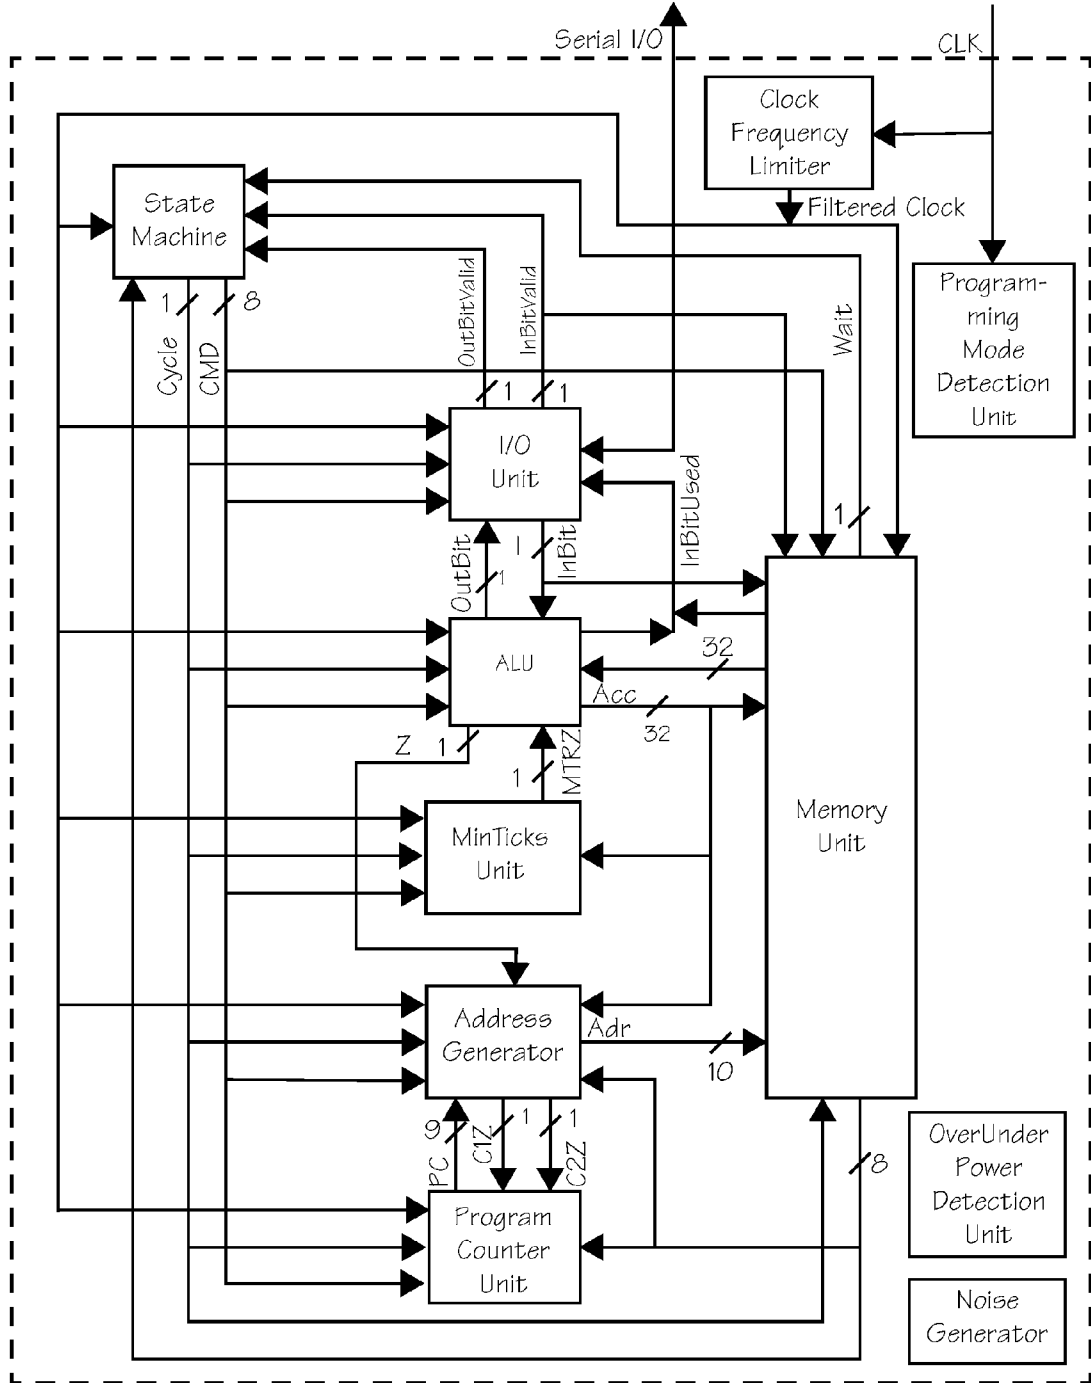 Serial I/O
CLK
Clock
Frequency
Limiter
Filtered Clock
State
Machine
Program-
ming
Mode
Detection
Unit
1
8
Cycle
CMD
OutBitValid
InBitValid
Wait
1
1
1
I/O
Unit
InBitUsed
OutBit
1
1
InBit
ALU
32
Acc
32
Z
1
1
MTRZ
MinTicks
Unit
Memory
Unit
Address
Generator
Adr
10
9
PC
C1Z
1
1
C2Z
8
Program
Counter
Unit
OverUnder
Power
Detection
Unit
Noise
Generator